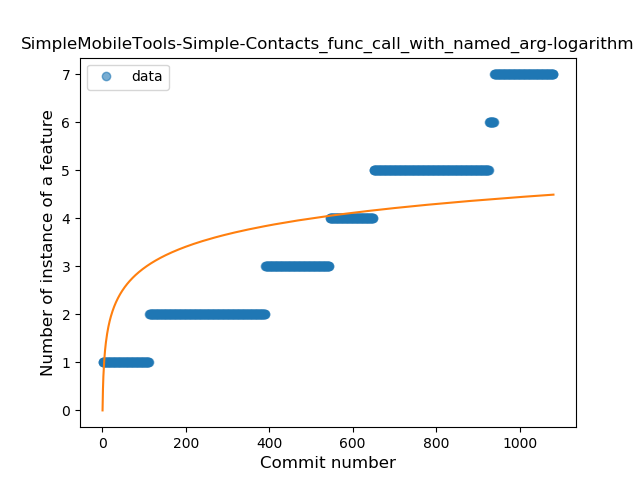 SimpleMobileTools-Simple-Contacts_func_call_with_named_arg-logarithm
data
Number of instance of a feature
7
6
5
4
3
2
1
0
0 200 400 600 800 1000
Commit number